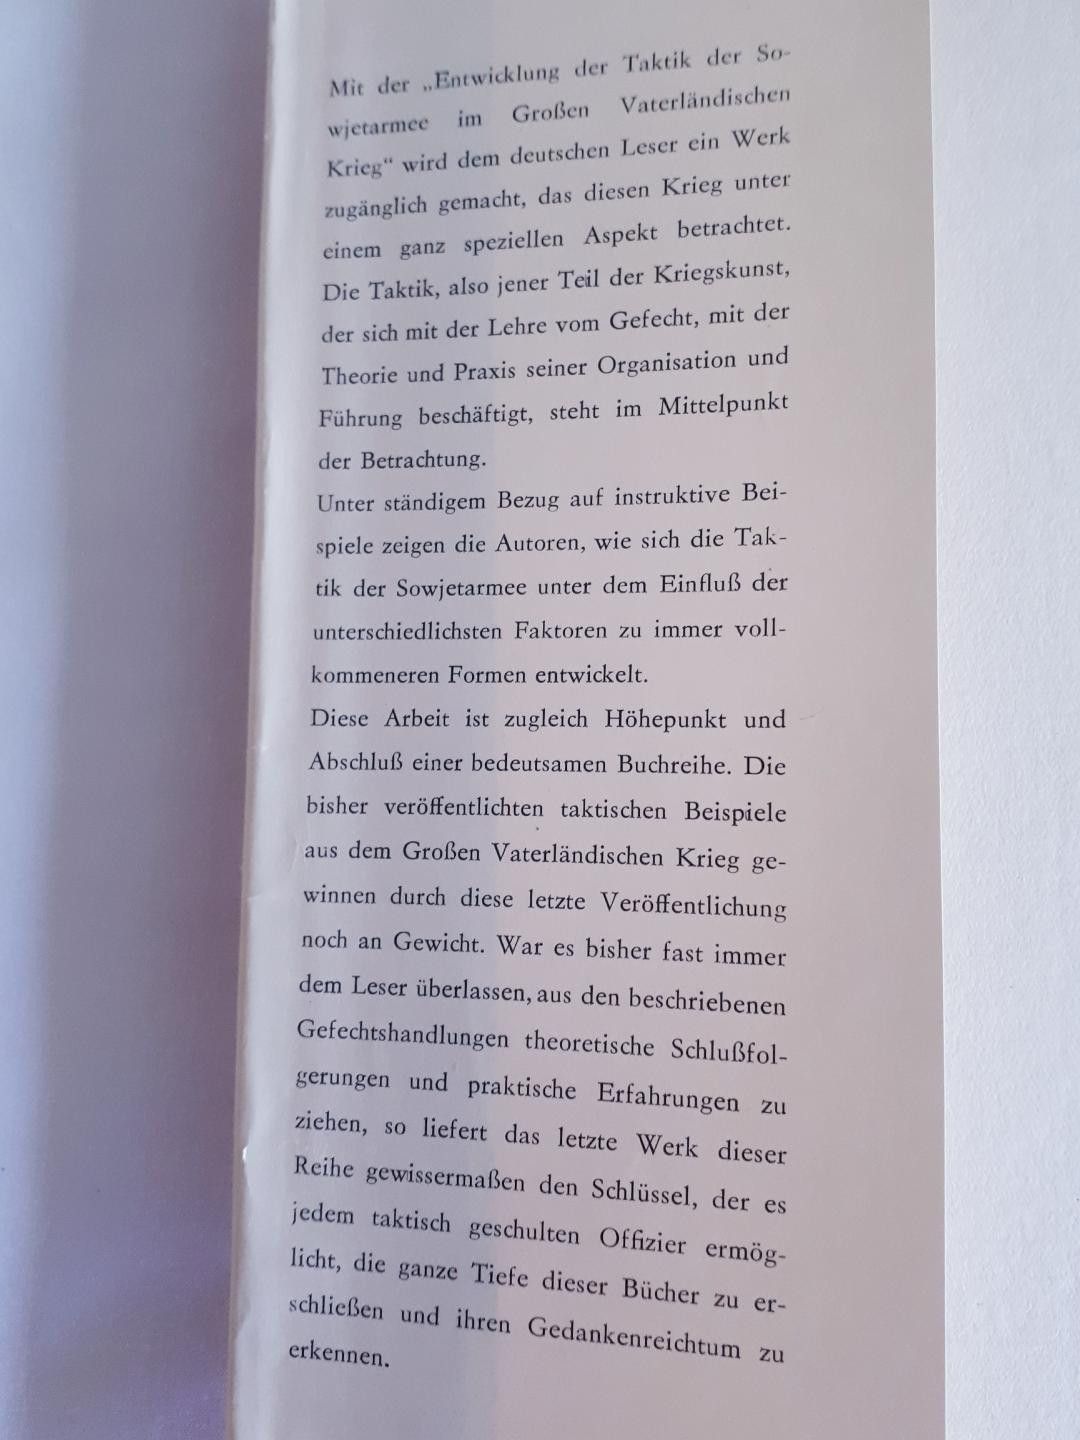 Mit der „Entwicklung der Taktik der So-
wjetarmee im Großen Vaterländischen
Krieg“ wird dem deutschen Leser ein Werk
zugänglich gemacht, das diesen Krieg unter
einem ganz speziellen Aspekt betrachtet.
Die Taktik, also jener Teil der Kriegskunst,
der sich mit der Lehre vom Gefecht, mit der
Theorie und Praxis seiner Organisation und
Führung beschäftigt, steht im Mittelpunkt
der Betrachtung.
Unter ständigem Bezug auf instruktive Bei-
spiele zeigen die Autoren, wie sich die Tak-
tik der Sowjetarmee unter dem Einfluß der
unterschiedlichsten Faktoren zu immer voll-
kommeneren Formen entwickelt.
Diese Arbeit ist zugleich Höhepunkt und
Abschluß einer bedeutsamen Buchreihe. Die
bisher veröffentlichten taktischen Beispiele
aus dem Großen Vaterländischen Krieg ge-
winnen durch diese letzte Veröffentlichung
noch an Gewicht. War es bisher fast immer
dem Leser überlassen, aus den beschriebenen
Gefechtshandlungen theoretische Schlußfol-
gerungen und praktische Erfahrungen zu
ziehen, so liefert das letzte Werk dieser
Reihe gewissermaßen den Schlüssel, der es
jedem taktisch geschulten Offizier ermög-
licht, die ganze Tiefe dieser Bücher zu er-
schließen und ihren Gedankenreichtum zu
erkennen.